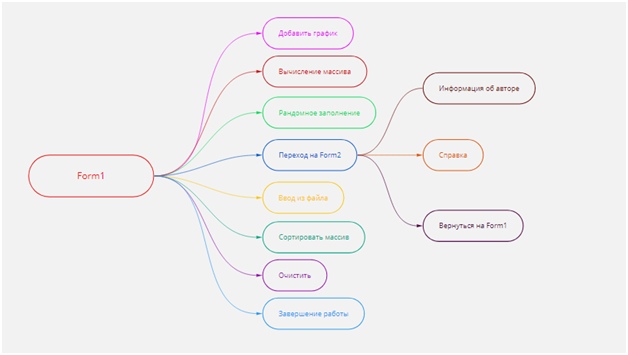 Form1
Добавить график
Вычисление массива
Рандомное заполнение
Переход на Form2
Ввод из файла
Сортировать массив
Очистить
Завершение работы
Информация об авторе
Справка
Вернуться на Form1